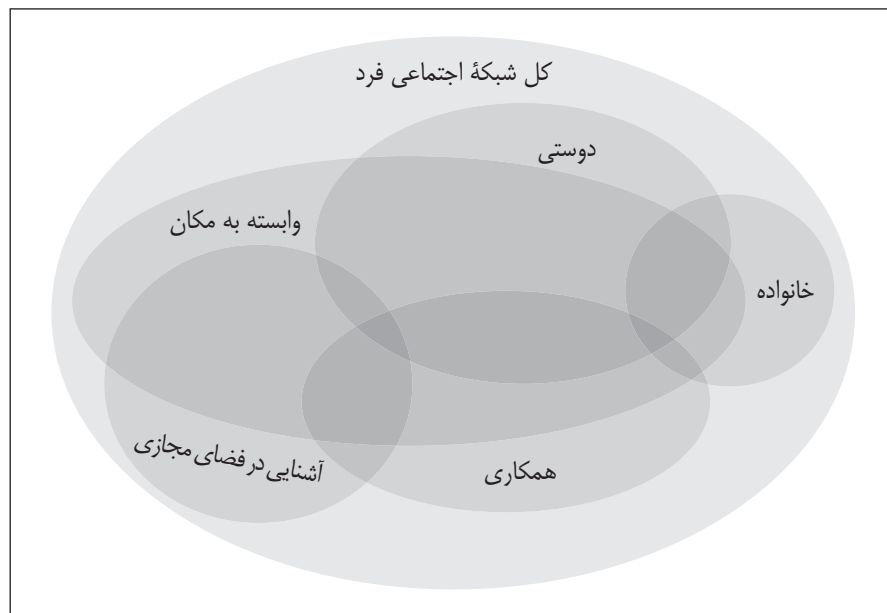 کل شبکهٔ اجتماعی فرد
دوستی
وابسته به مکان
خانواده
آشنایی در فضای مجازی
همکاری